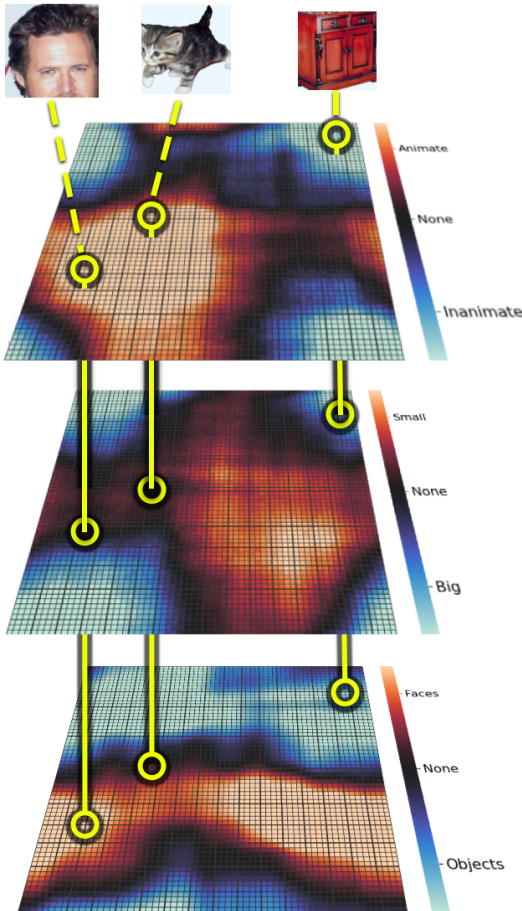 Animate
None
Inanimate
Small
None
Big
Faces
None
Objects